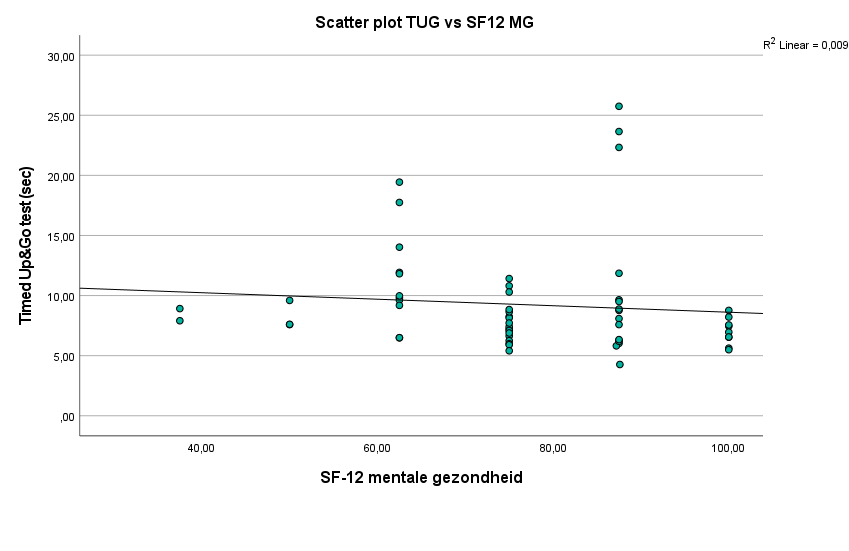 Scatter plot TUG vs SF12 MG
R2 Linear = 0,009
Timed Up&Go test (sec)
30,00
25,00
20,00
15,00
10,00
5,00
,00
40,00 60,00 80,00 100,00
SF-12 mentale gezondheid